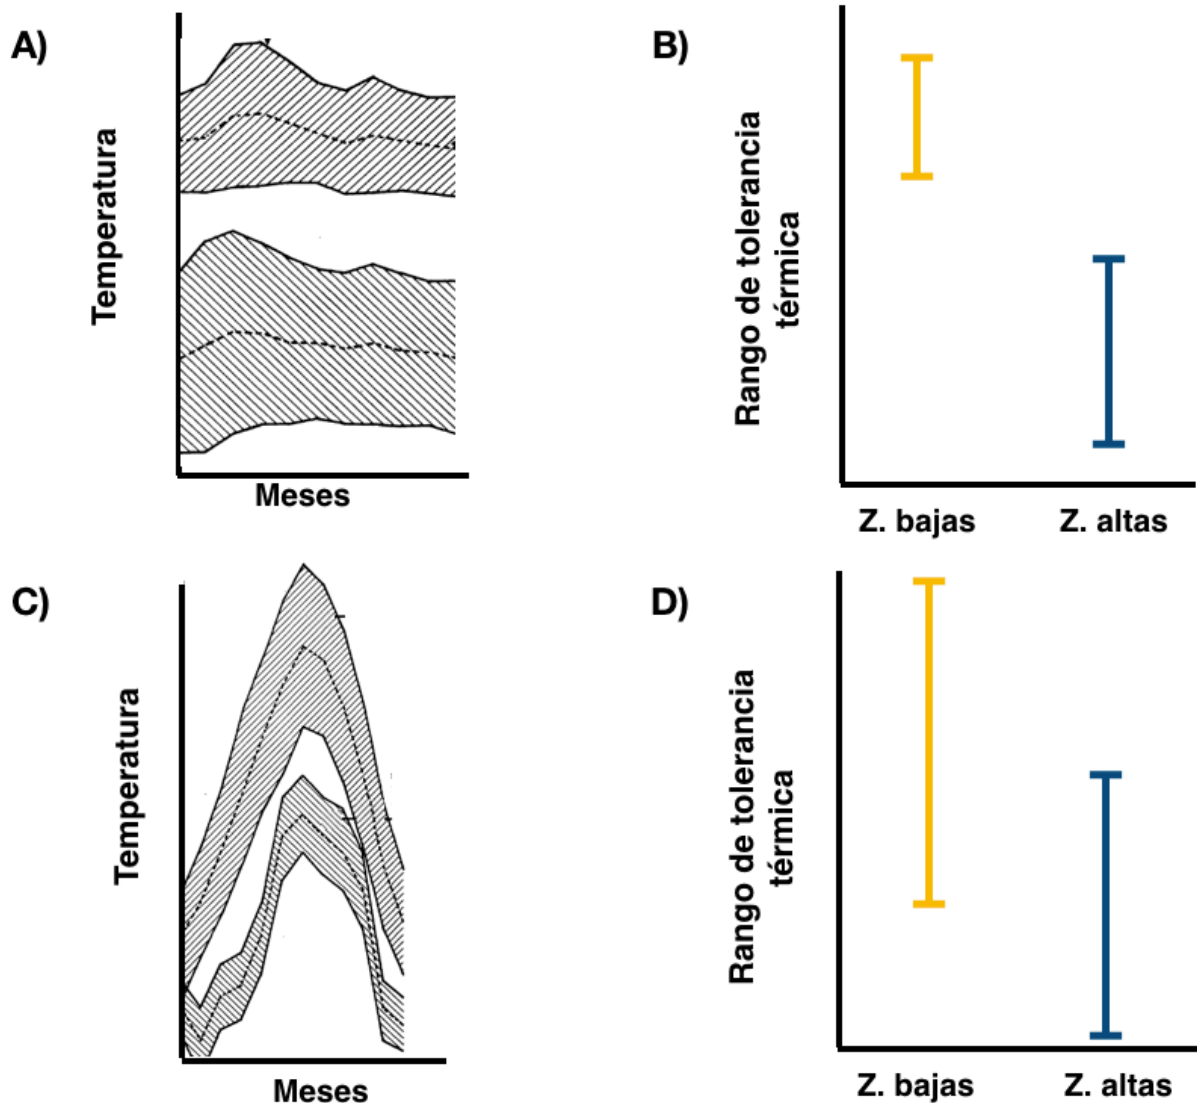 A)
Temperatura
Meses
B)
Rango de tolerancia
térmica
Z. bajas
Z. altas
C)
Temperatura
Meses
D)
Rango de tolerancia
térmica
Z. bajas
Z. altas